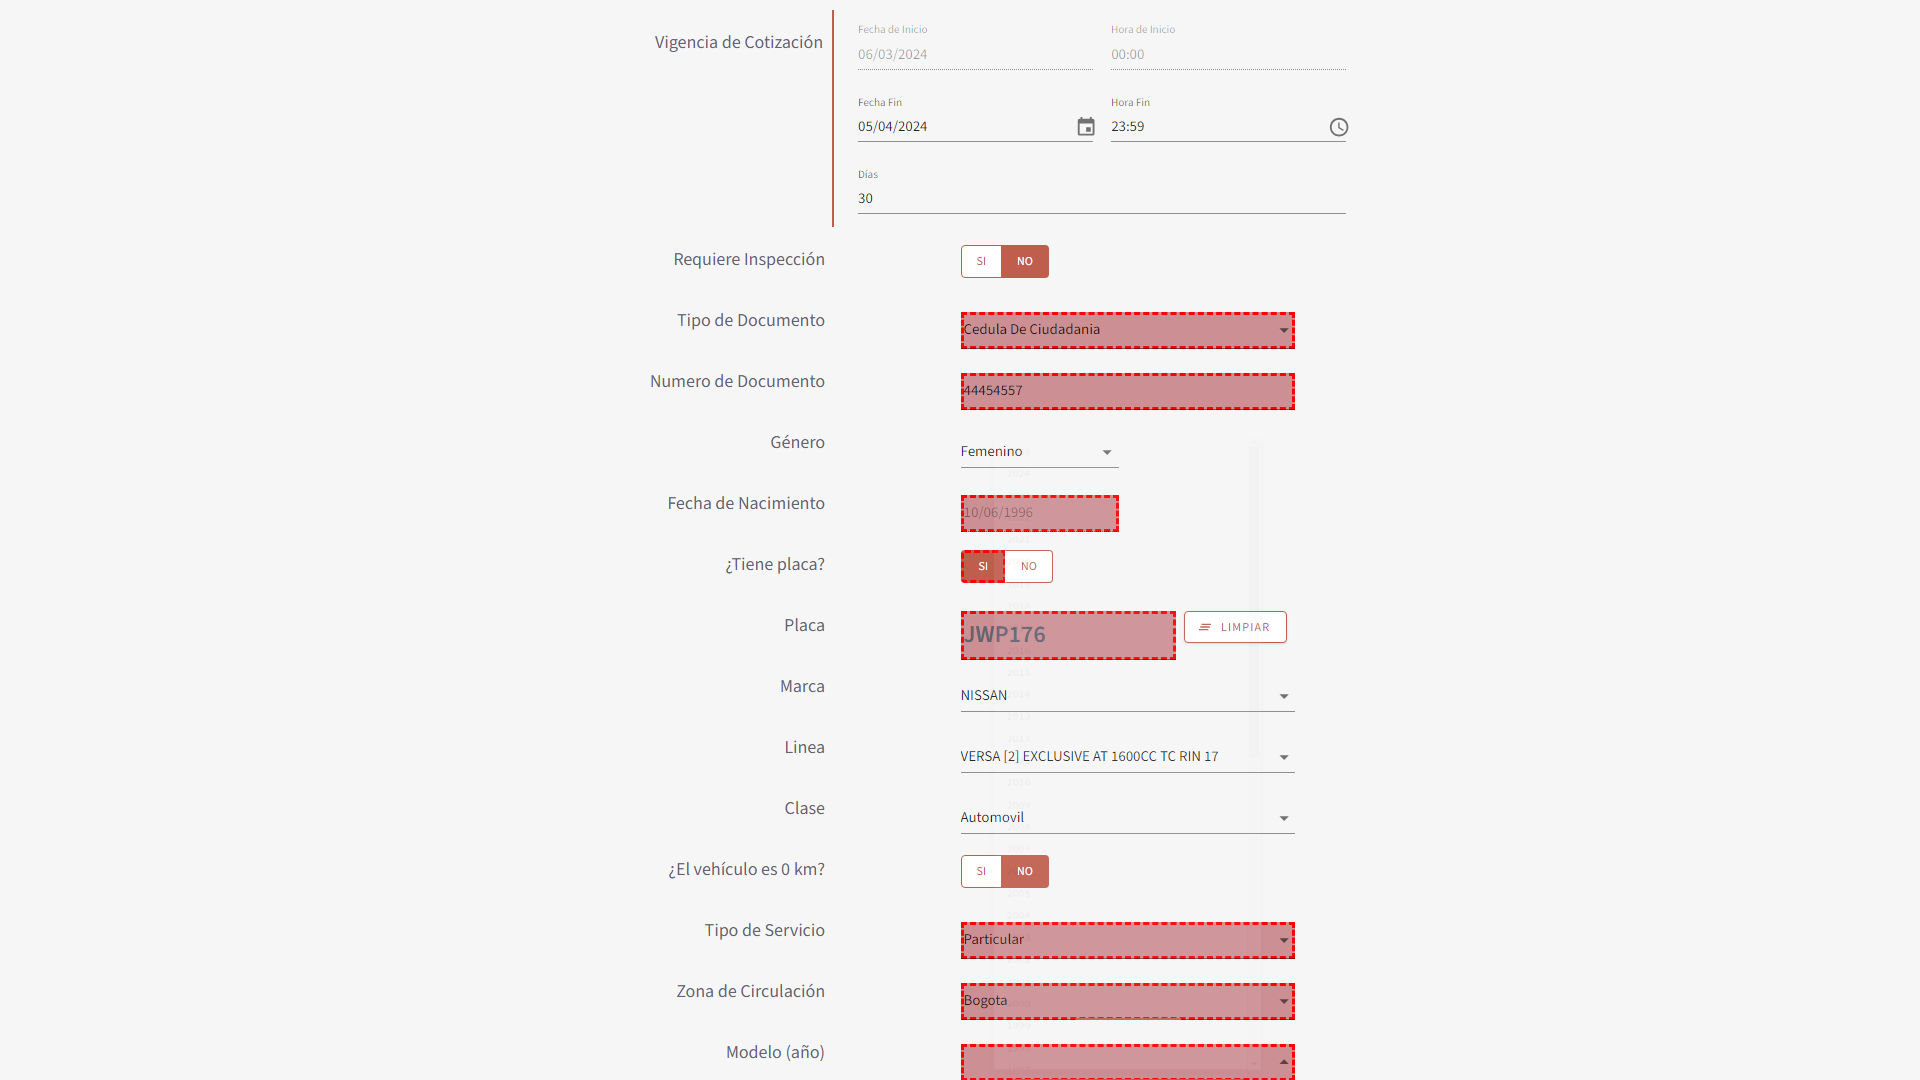 Vigencia de Cotización
Fecha de Inicio
06/03/2024
Hora de Inicio
00:00
Fecha Fin
05/04/2024
Hora Fin
23:59
Días
30
Requiere Inspección
SI NO
Tipo de Documento
Cedula De Ciudadania
Numero de Documento
44454557
Género
Femenino
Fecha de Nacimiento
10/06/1996
¿Tiene placa?
SI NO
Placa
JWP176
LIMPIAR
Marca
NISSAN
Linea
VERSA [2] EXCLUSIVE AT 1600CC TC RIN 17
Clase
Automovil
¿El vehículo es 0 km?
SI NO
Tipo de Servicio
Particular
Zona de Circulación
Bogota
Modelo (año)